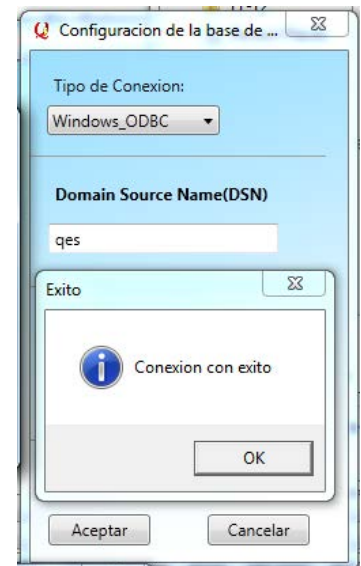 Configuracion de la base de ...
Tipo de Conexion:
Windows_ODBC
Domain Source Name(DSN)
qes
Exito
Conexion con exito
OK
Aceptar
Cancelar